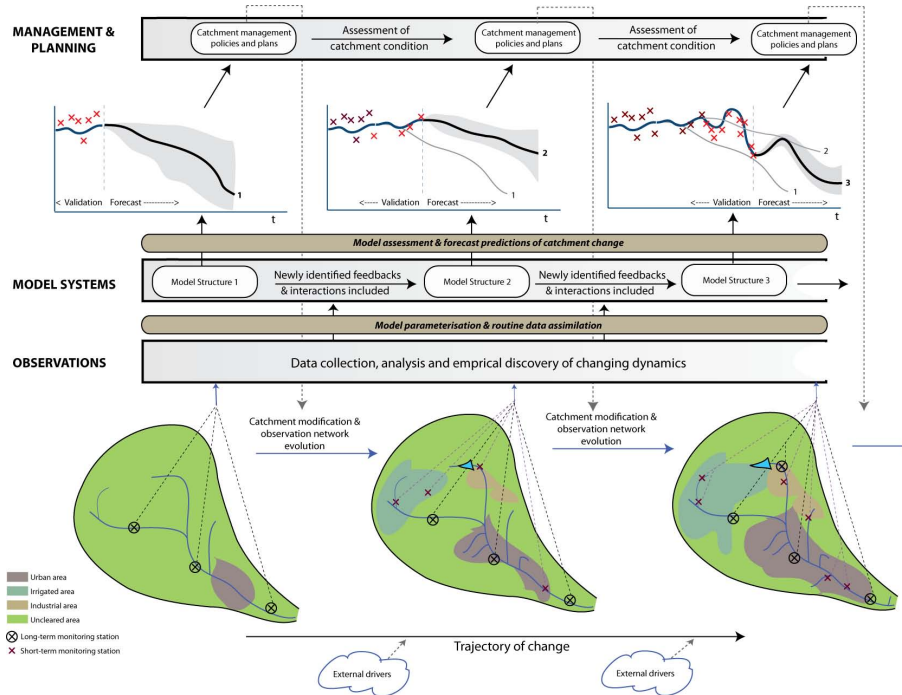 MANAGEMENT &
PLANNING
Catchment management
policies and plans
Assessment of
catchment condition
Catchment management
policies and plans
Assessment of
catchment condition
Catchment management
policies and plans
1
< Validation
Forecast ---------->
t
2
1
<---- Validation
Forecast ---------->
t
2
1
3
<---- Validation
Forecast ---------->
t
Model assessment & forecast predictions of catchment change
MODEL SYSTEMS
Model Structure 1
Newly identified feedbacks
& interactions included
Model Structure 2
Newly identified feedbacks
& interactions included
Model Structure 3
Model parameterisation & routine data assimilation
OBSERVATIONS
Data collection, analysis and emprical discovery of changing dynamics
Catchment modification &
observation network
evolution
Catchment modification &
observation network
evolution
Urban area
Irrigated area
Industrial area
Uncleared area
Long-term monitoring station
Short-term monitoring station
Trajectory of change
External drivers
External drivers